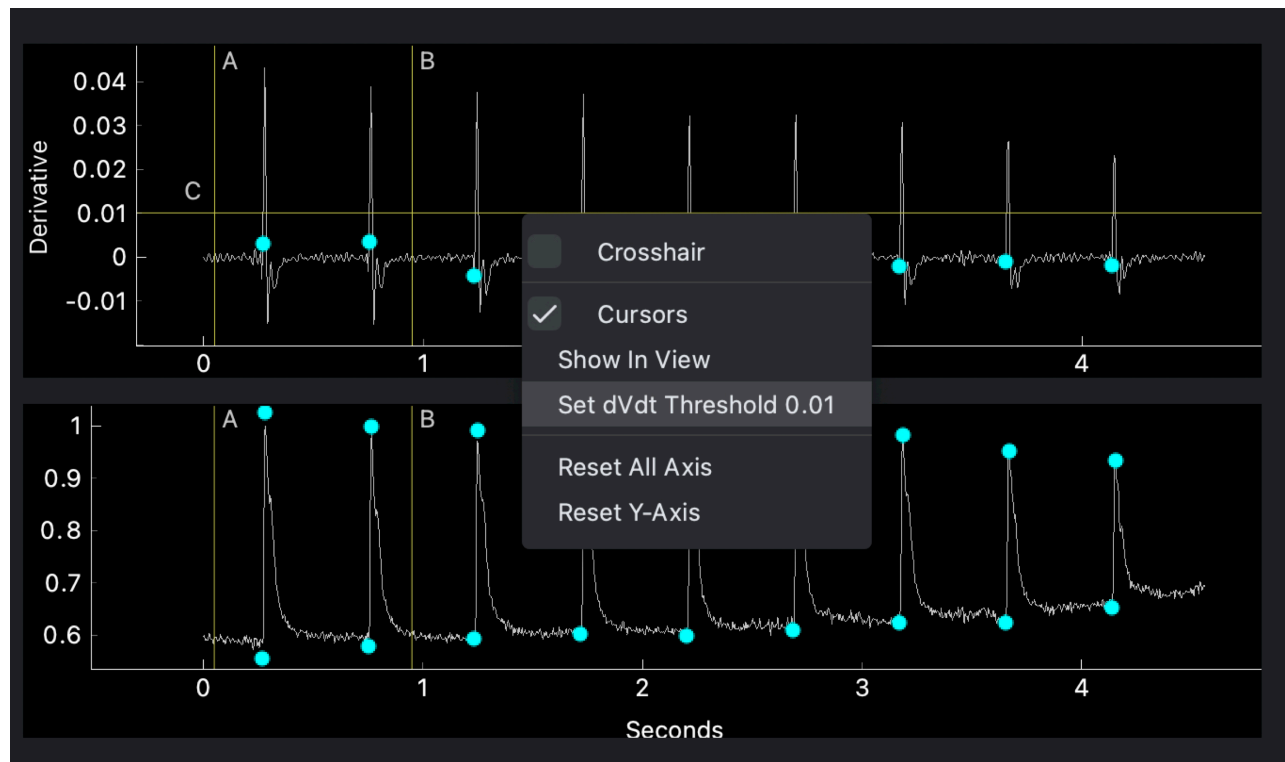 A
B
0.04
0.03
0.02
C
0.01
0
-0.01
Derivative
0
1
4
Crosshair
Cursors
Show In View
Set dVdt Threshold 0.01
Reset All Axis
Reset Y-Axis
A
B
1
0.9
0.8
0.7
0.6
0
1
2
3
4
Seconds